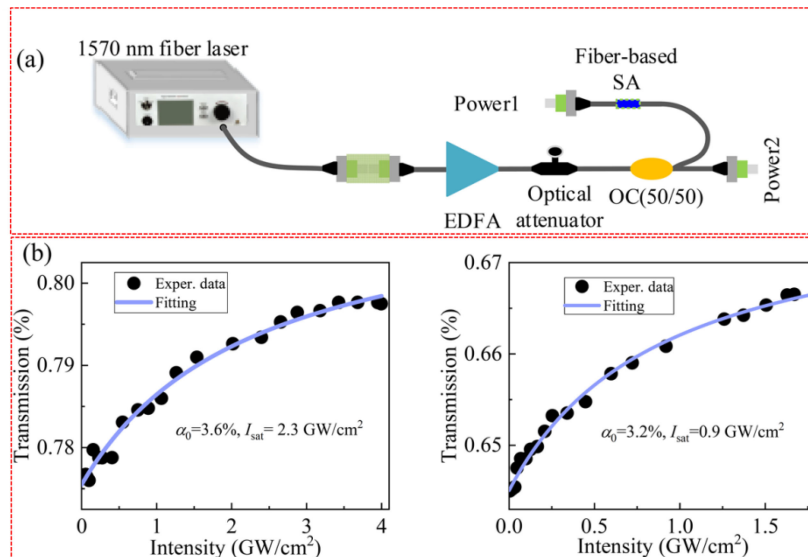 (a)
1570 nm fiber laser
Fiber-based
SA
Power1
Power2
Optical
attenuator
OC(50/50)
EDFA
(b)
Transmission (%)
0.80
0.79
0.78
Exper. data
Fitting
α₀=3.6%, Isat= 2.3 GW/cm²
0 1 2 3 4
Intensity (GW/cm²)
Transmission (%)
0.67
0.66
0.65
Exper. data
Fitting
α₀=3.2%, Isat=0.9 GW/cm²
0.0 0.5 1.0 1.5
Intensity (GW/cm²)